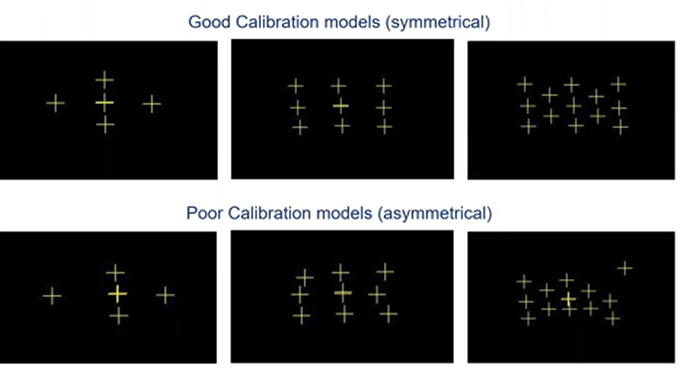 Good Calibration models (symmetrical)
Poor Calibration models (asymmetrical)